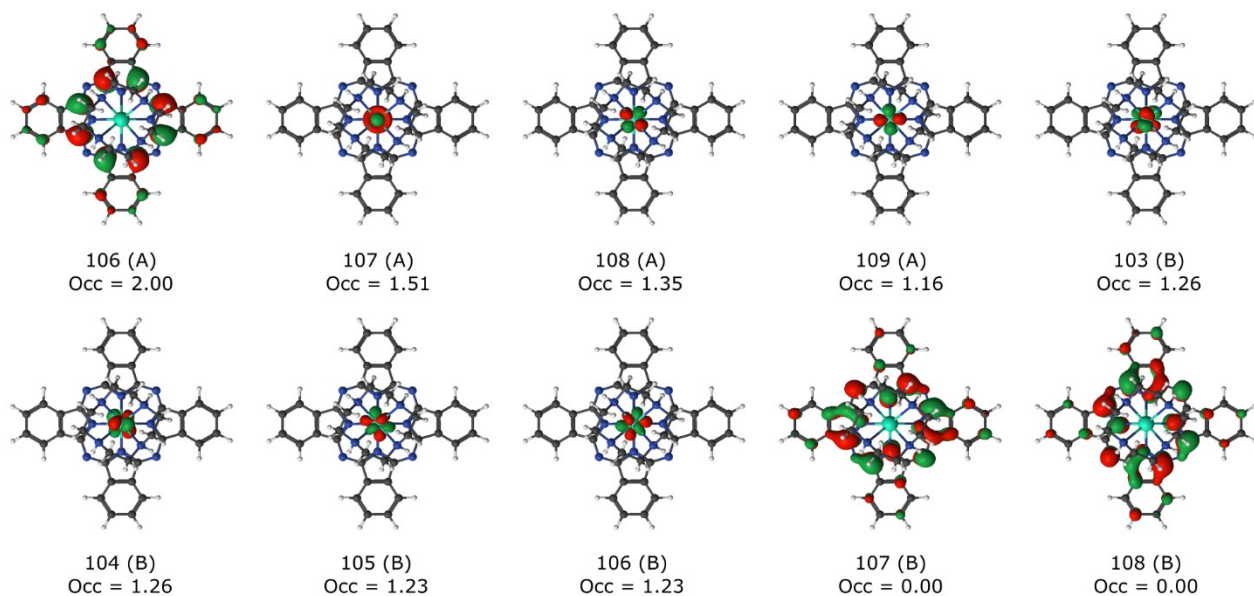 106 (A)
Occ = 2.00
107 (A)
Occ = 1.51
108 (A)
Occ = 1.35
109 (A)
Occ = 1.16
103 (B)
Occ = 1.26
104 (B)
Occ = 1.26
105 (B)
Occ = 1.23
106 (B)
Occ = 1.23
107 (B)
Occ = 0.00
108 (B)
Occ = 0.00